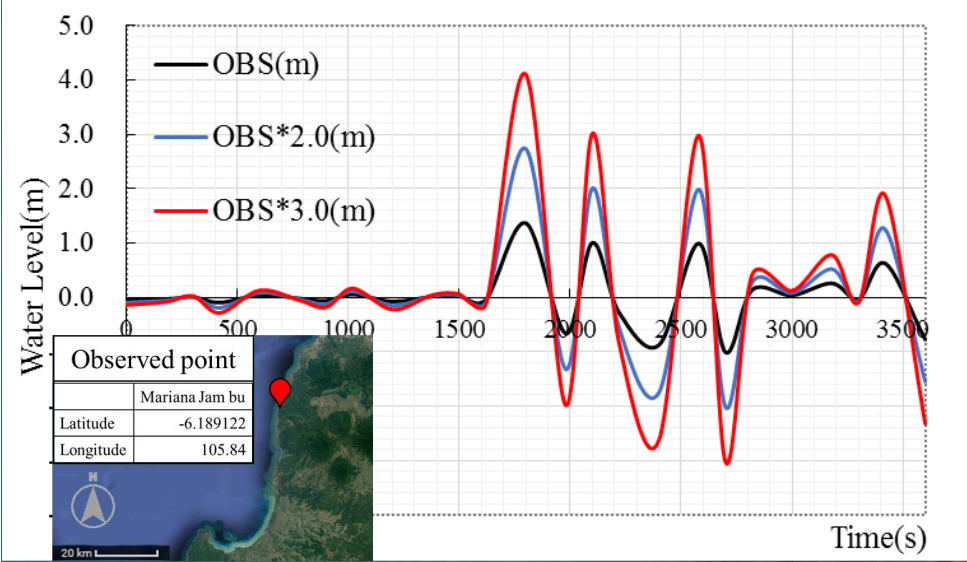 5.0
4.0
3.0
2.0
1.0
0.0
Water Level(m)
OBS(m)
OBS*2.0(m)
OBS*3.0(m)
0
500
1000
1500
2000
2500
3000
3500
Time(s)
Observed point
Mariana Jam bu
Latitude -6.189122
Longitude 105.84
N
20 km